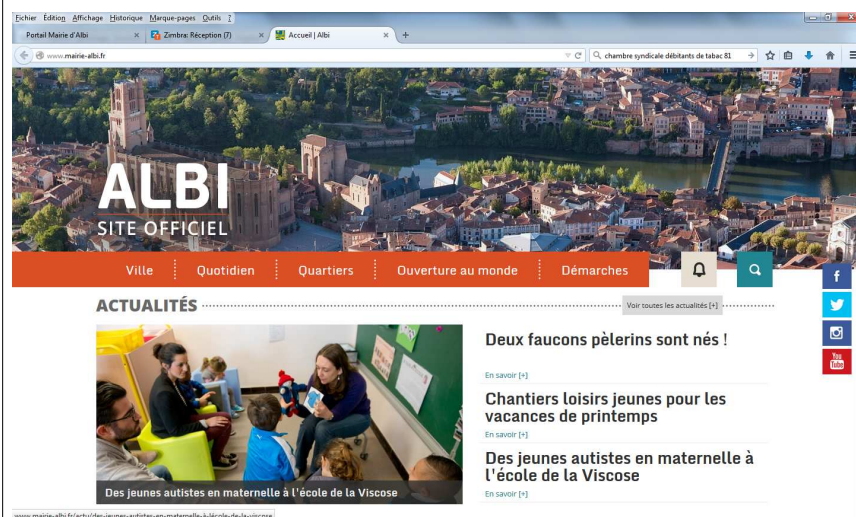 Fichier Édition Affichage Historique Marque-pages Outils ?
Portail Mairie d'Albi × Zimbra: Réception (7) × Accueil | Albi × +
www.mairie-albi.fr chambre syndicale débitants de tabac 81
ALBI
SITE OFFICIEL
Ville Quotidien Quartiers Ouverture au monde Démarches
ACTUALITÉS Voir toutes les actualités [+]
Deux faucons pèlerins sont nés !
En savoir [+]
Chantiers loisirs jeunes pour les
vacances de printemps
En savoir [+]
Des jeunes autistes en maternelle à
l'école de la Viscose
En savoir [+]
Des jeunes autistes en maternelle à l'école de la Viscose
f
You
Tube
www.mairie-albi.fr/actu/des-jeunes-autistes-en-maternelle-à-lécole-de-la-viscose